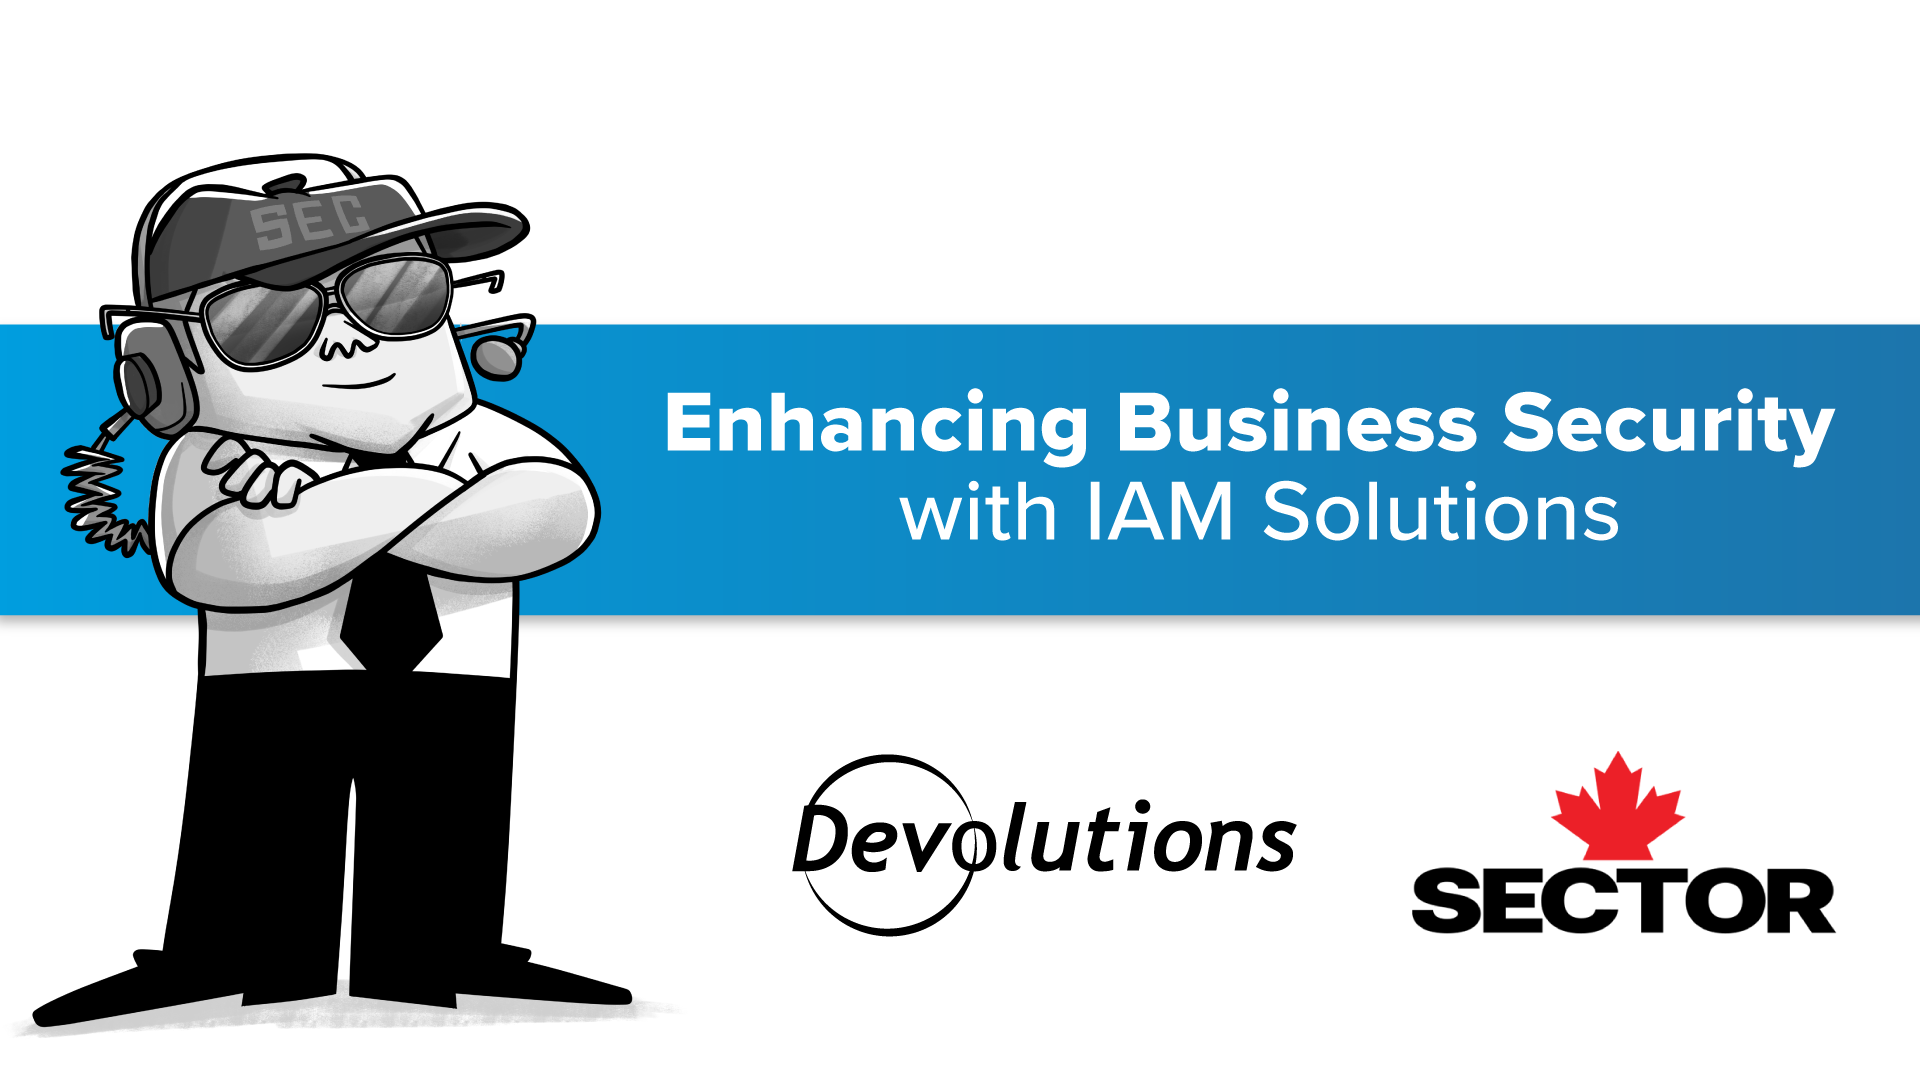 SEC
Enhancing Business Security
with IAM Solutions
Devolutions
SECTOR